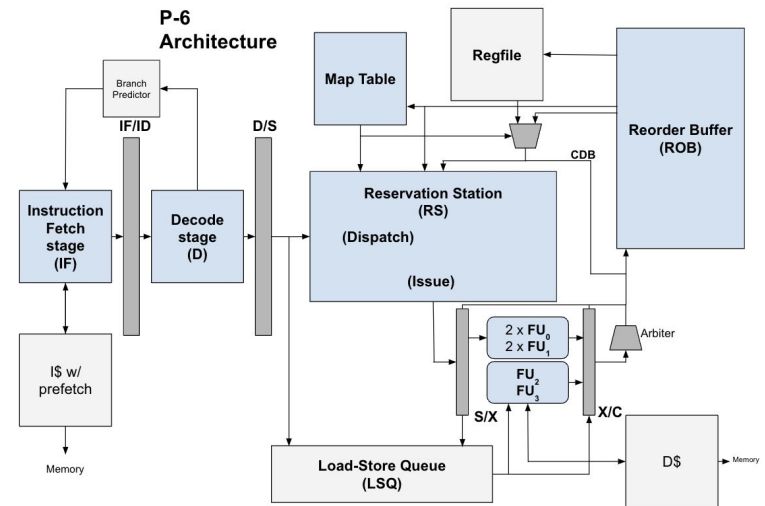 P-6
Architecture
Branch
Predictor
IF/ID
D/S
Map Table
Regfile
Reorder Buffer
(ROB)
CDB
Instruction
Fetch
stage
(IF)
Decode
stage
(D)
Reservation Station
(RS)
(Dispatch)
(Issue)
2 x FU0
2 x FU1
FU2
FU3
Arbiter
S/X
X/C
I$ w/
prefetch
Memory
Load-Store Queue
(LSQ)
D$
Memory